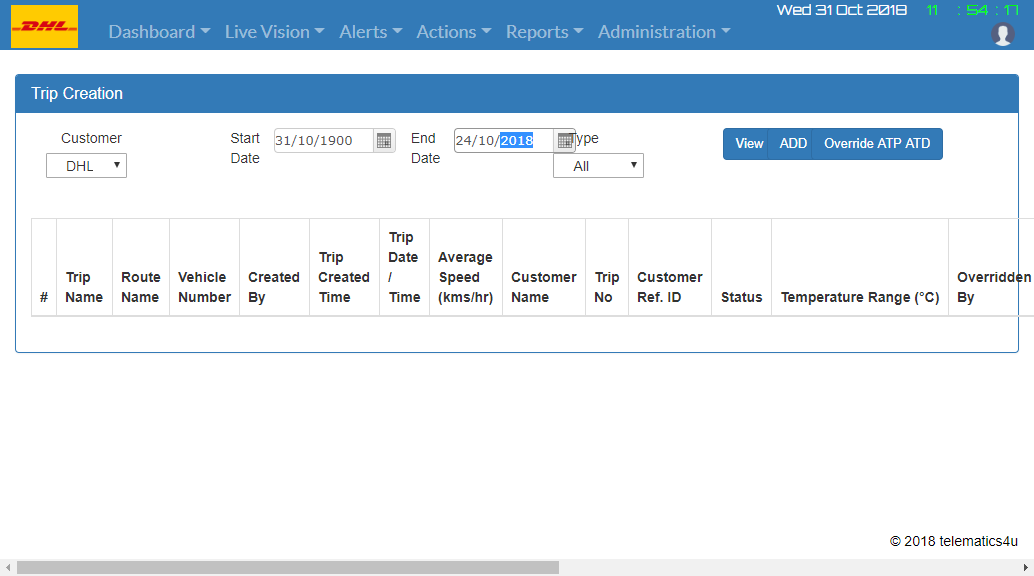 Wed 31 Oct 2018 11 : 54 : 17
DHL
Dashboard Live Vision Alerts Actions Reports Administration
Trip Creation
Customer
DHL
Start
Date
31/10/1900
End
Date
24/10/2018
Type
All
View ADD Override ATP ATD
#
Trip
Name
Route
Name
Vehicle
Number
Created
By
Trip
Created
Time
Trip
Date
/
Time
Average
Speed
(kms/hr)
Customer
Name
Trip
No
Customer
Ref. ID
Status
Temperature Range (°C)
Overridden
By
© 2018 telematics4u